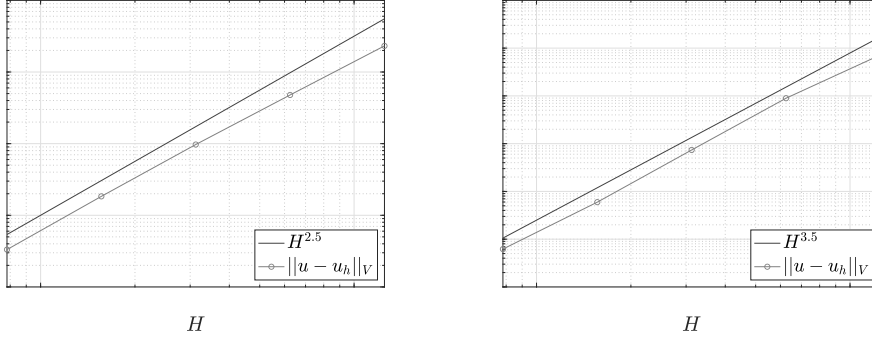 H^{2.5}
||u − u_h||_V
H
H^{3.5}
||u − u_h||_V
H